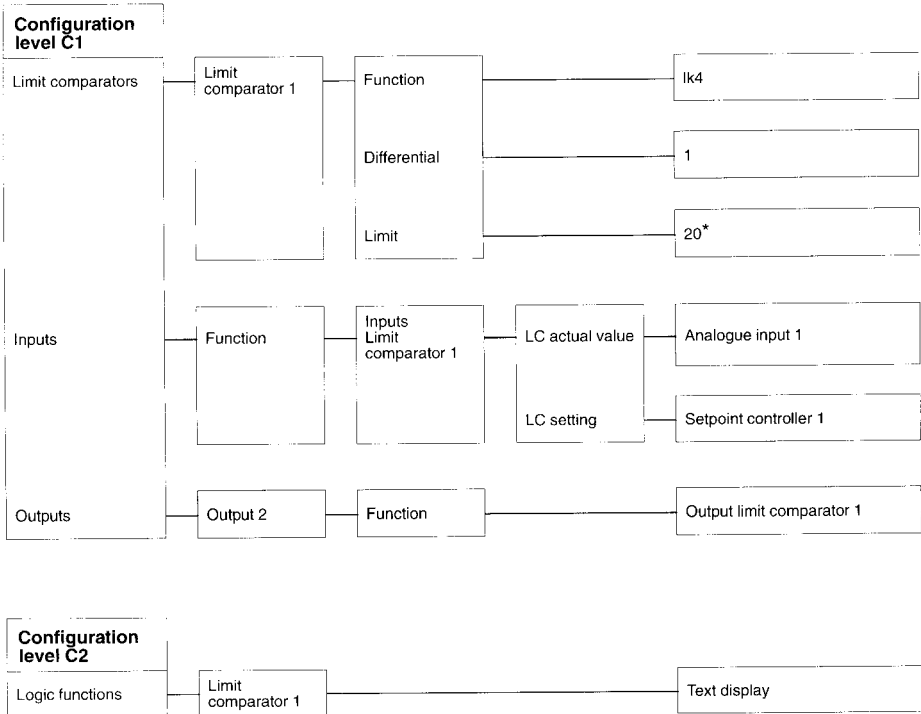 Configuration
level C1
Limit comparators
Limit
comparator 1
Function
lk4
Differential
1
Limit
20*
Inputs
Function
Inputs
Limit
comparator 1
LC actual value
Analogue input 1
LC setting
Setpoint controller 1
Outputs
Output 2
Function
Output limit comparator 1
Configuration
level C2
Logic functions
Limit
comparator 1
Text display